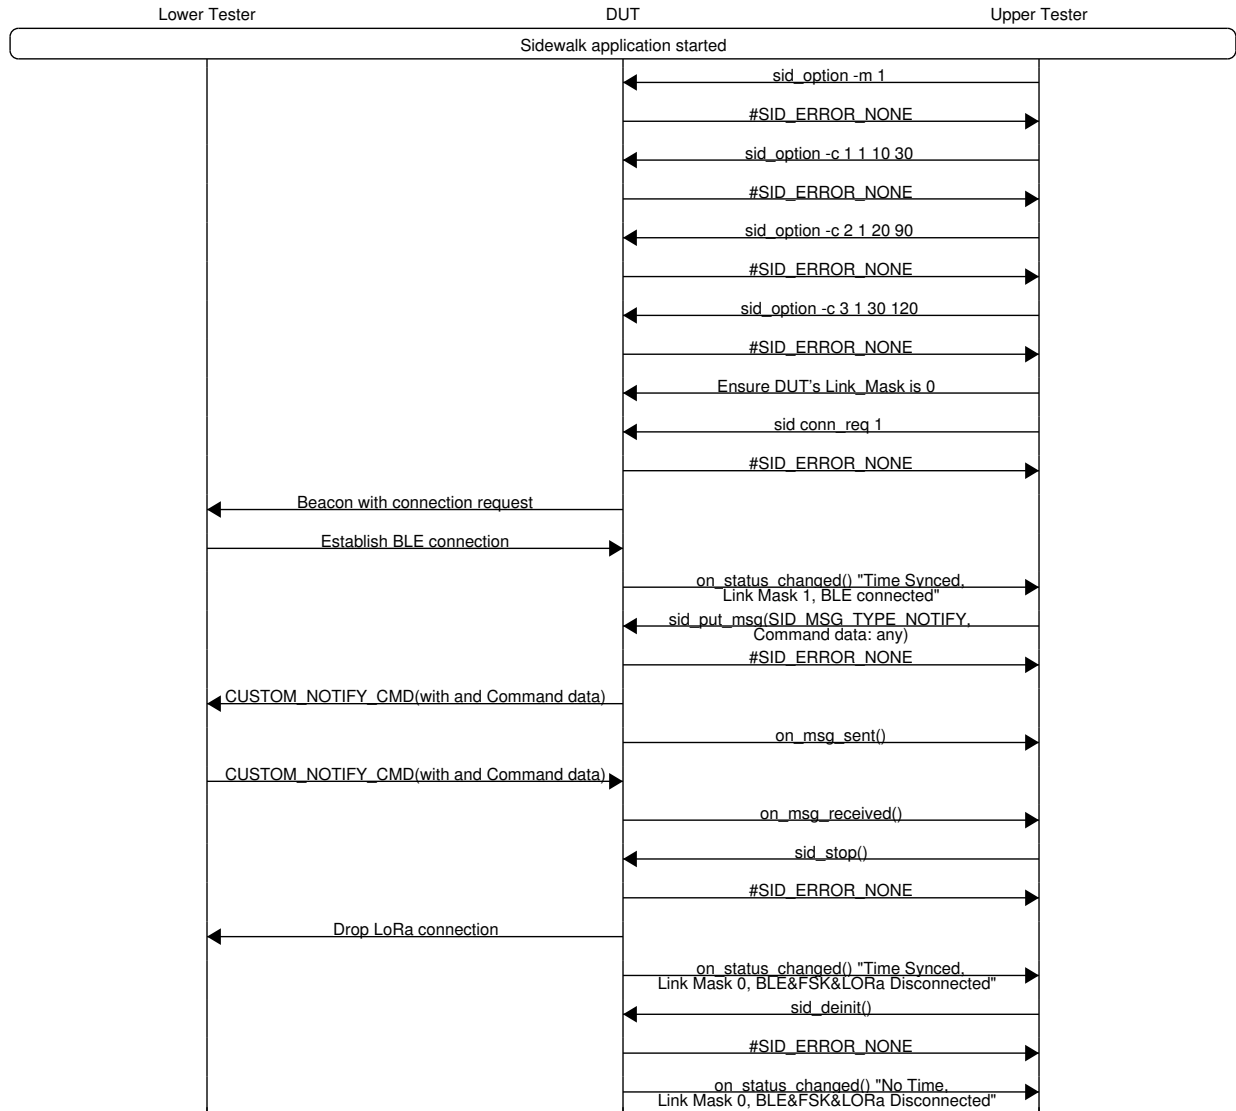 Lower Tester DUT Upper Tester
Sidewalk application started
sid_option -m 1
#SID_ERROR_NONE
sid_option -c 1 1 10 30
#SID_ERROR_NONE
sid_option -c 2 1 20 90
#SID_ERROR_NONE
sid_option -c 3 1 30 120
#SID_ERROR_NONE
Ensure DUT's Link_Mask is 0
sid conn_req 1
#SID_ERROR_NONE
Beacon with connection request
Establish BLE connection
on_status_changed() "Time Synced,
Link Mask 1, BLE connected"
sid_put_msg(SID_MSG_TYPE_NOTIFY,
Command data: any)
#SID_ERROR_NONE
CUSTOM_NOTIFY_CMD(with and Command data)
on_msg_sent()
CUSTOM_NOTIFY_CMD(with and Command data)
on_msg_received()
sid_stop()
#SID_ERROR_NONE
Drop LoRa connection
on_status_changed() "Time Synced,
Link Mask 0, BLE&FSK&LORa Disconnected"
sid_deinit()
#SID_ERROR_NONE
on_status_changed() "No Time,
Link Mask 0, BLE&FSK&LORa Disconnected"